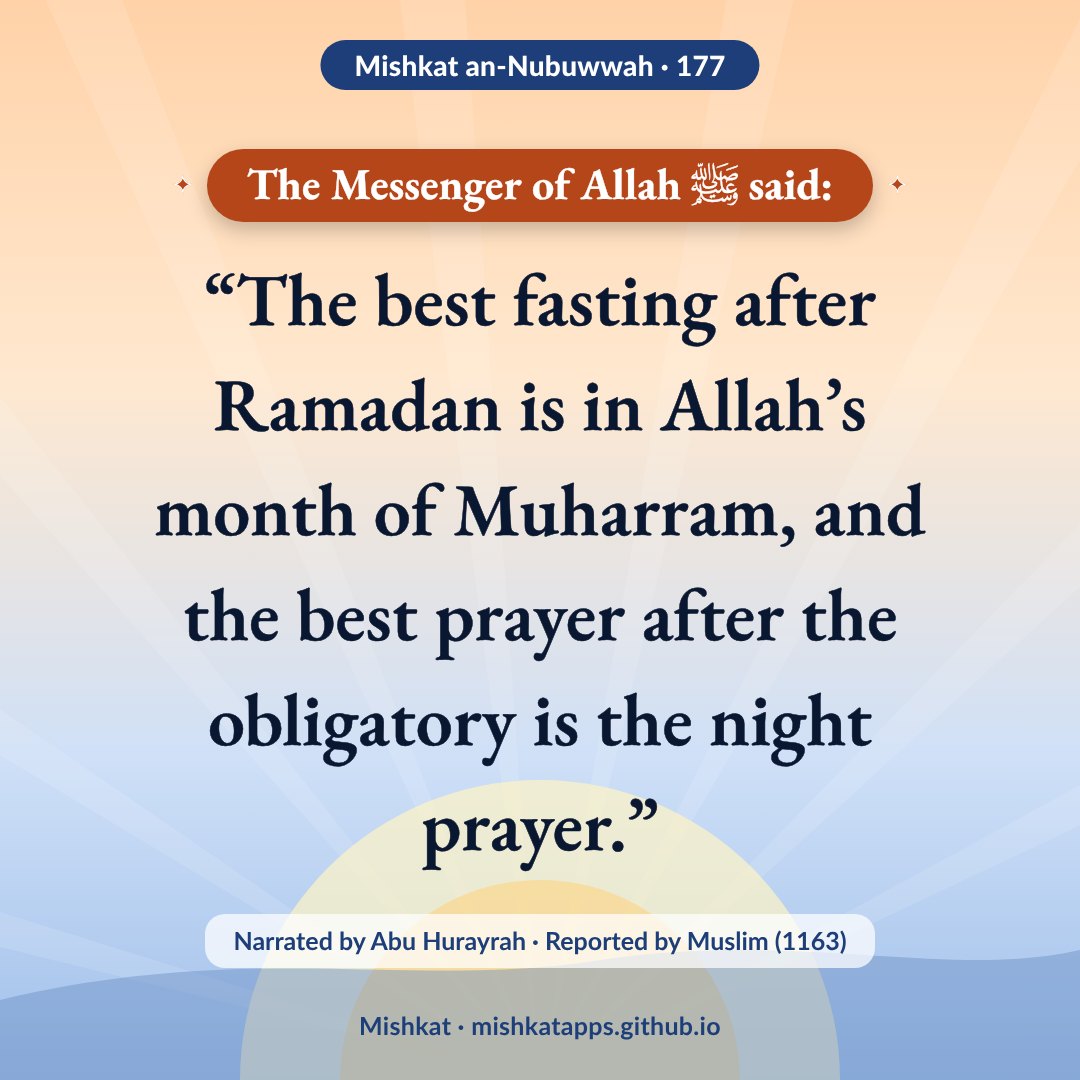 Mishkat an-Nubuwwah · 177
The Messenger of Allah ﷺ said:
“The best fasting after
Ramadan is in Allah’s
month of Muharram, and
the best prayer after the
obligatory is the night
prayer.”
Narrated by Abu Hurayrah · Reported by Muslim (1163)
Mishkat · mishkatapps.github.io